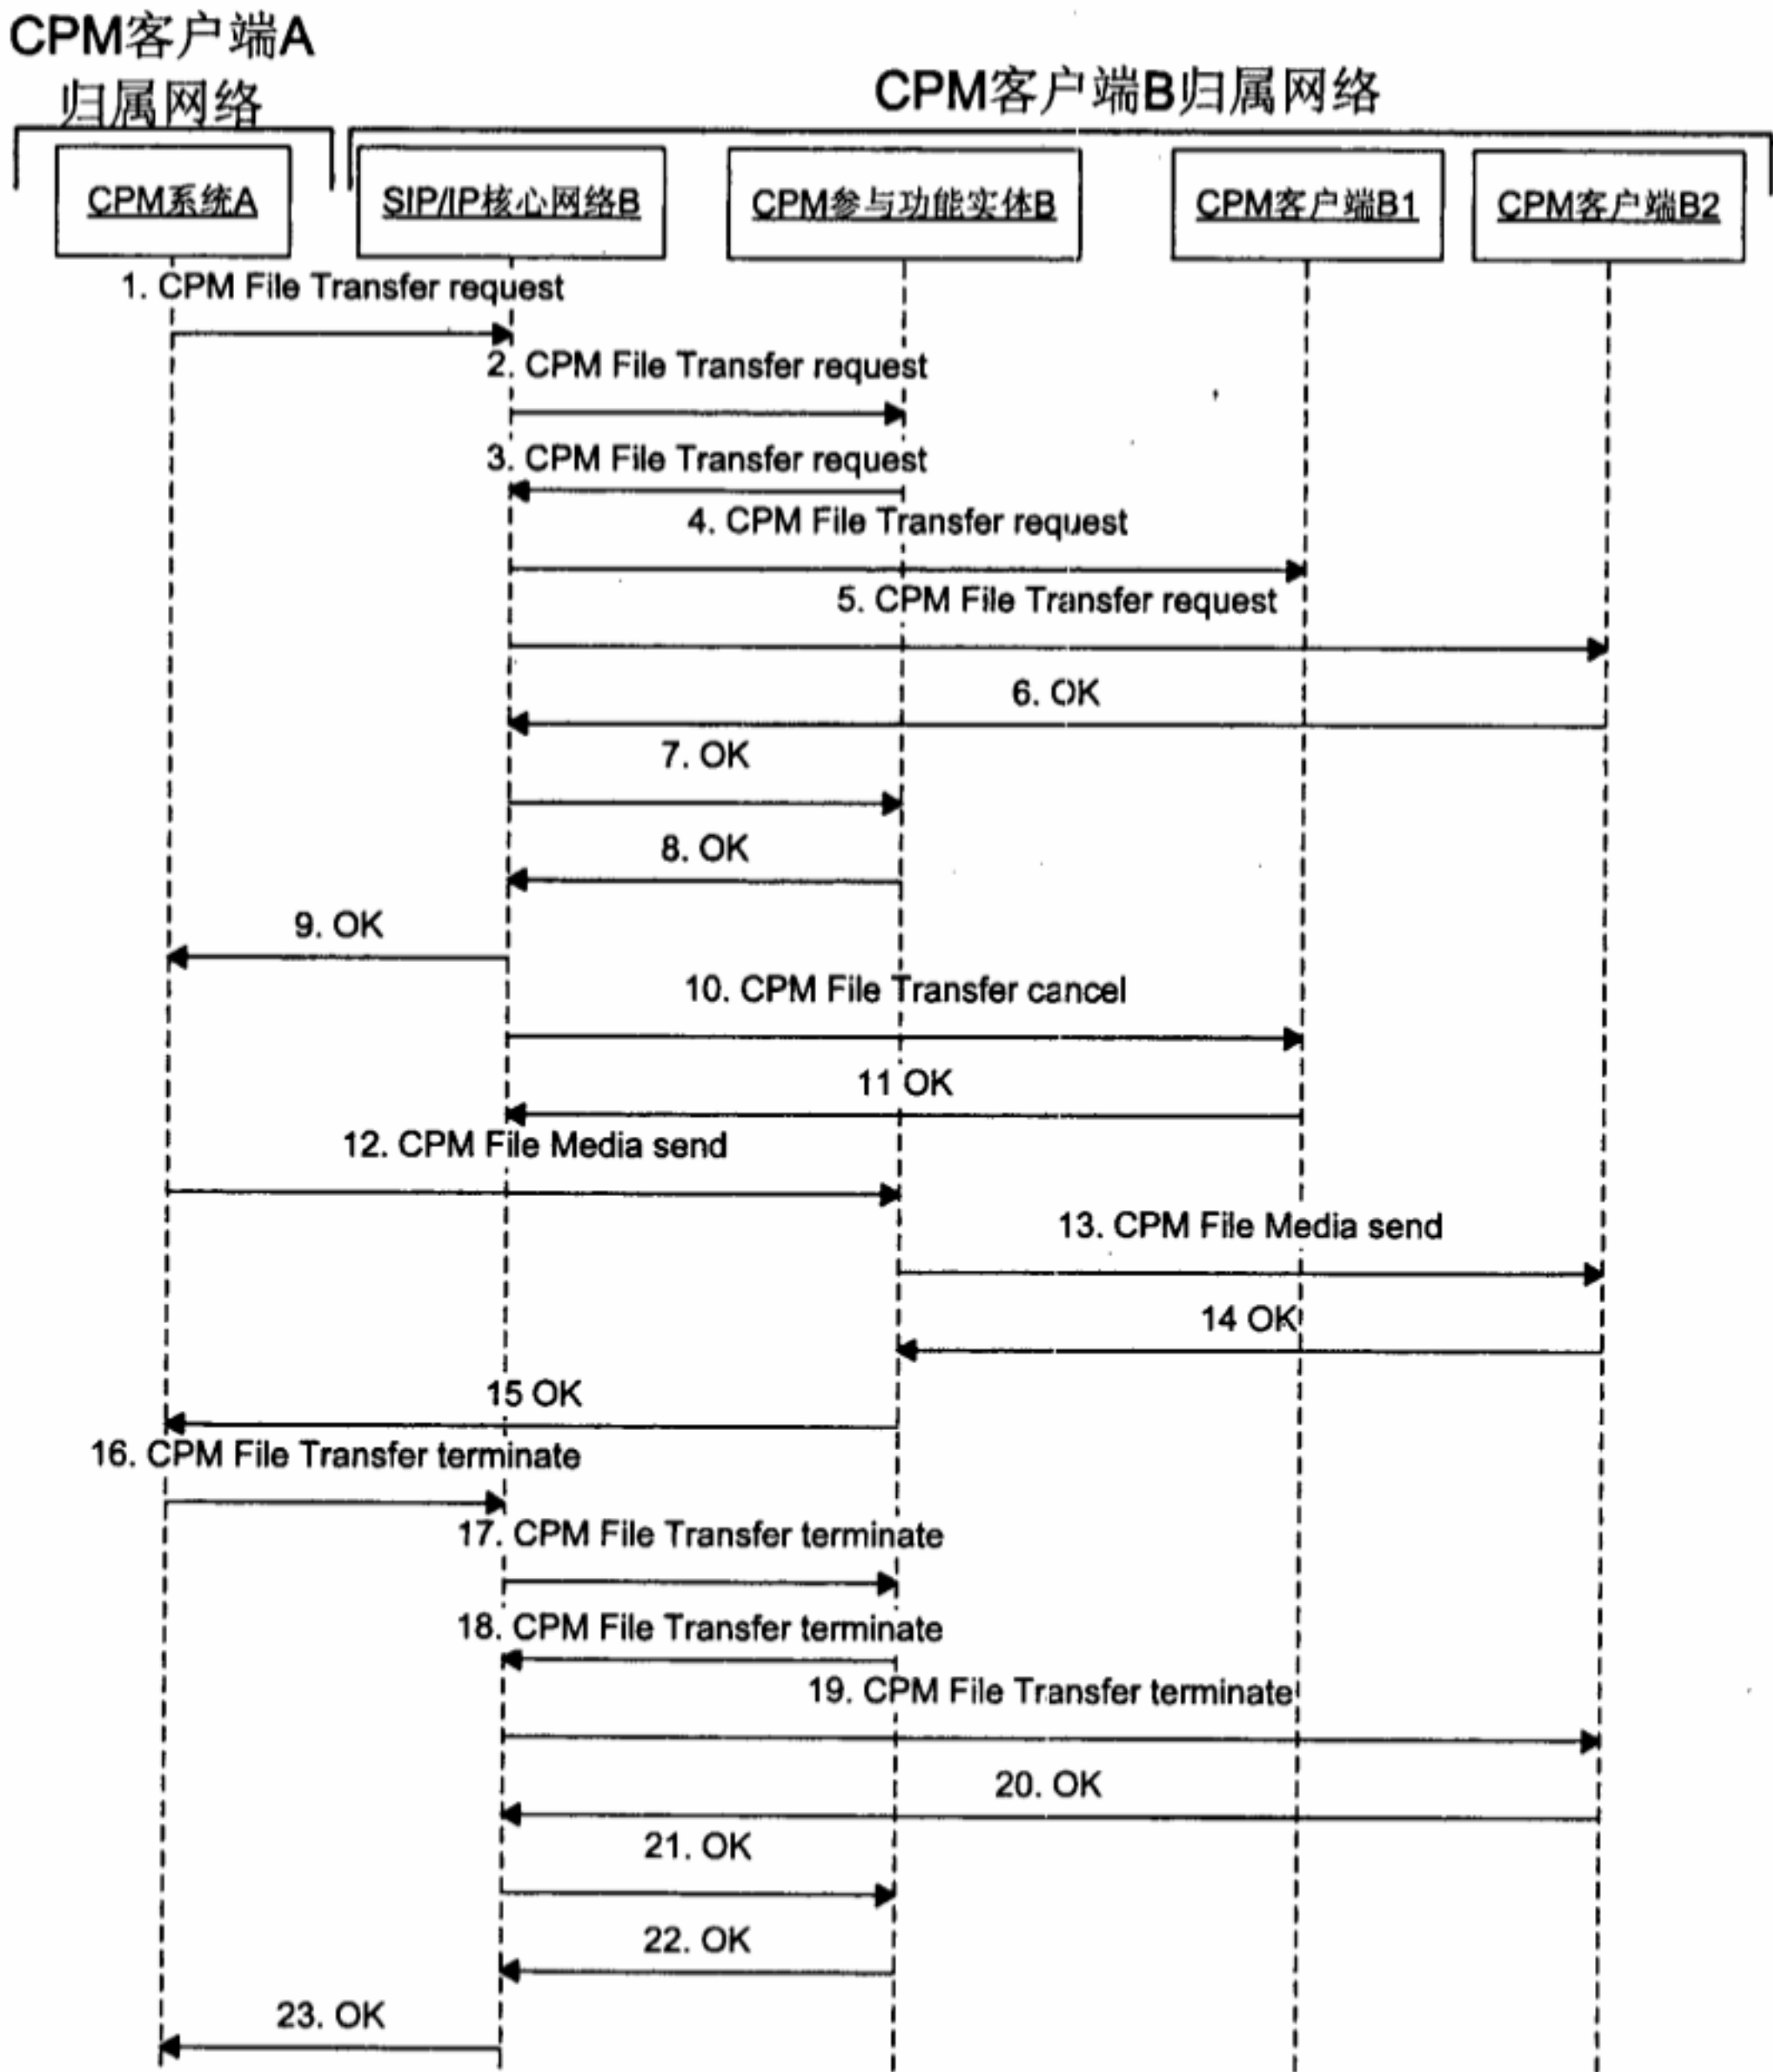 CPM客户端A
归属网络
CPM客户端B归属网络
CPM系统A
SIP/IP核心网络B
CPM参与功能实体B
CPM客户端B1
CPM客户端B2
1. CPM File Transfer request
2. CPM File Transfer request
3. CPM File Transfer request
4. CPM File Transfer request
5. CPM File Transfer request
6. OK
7. OK
8. OK
9. OK
10. CPM File Transfer cancel
11 OK
12. CPM File Media send
13. CPM File Media send
14 OK
15 OK
16. CPM File Transfer terminate
17. CPM File Transfer terminate
18. CPM File Transfer terminate
19. CPM File Transfer terminate
20. OK
21. OK
22. OK
23. OK